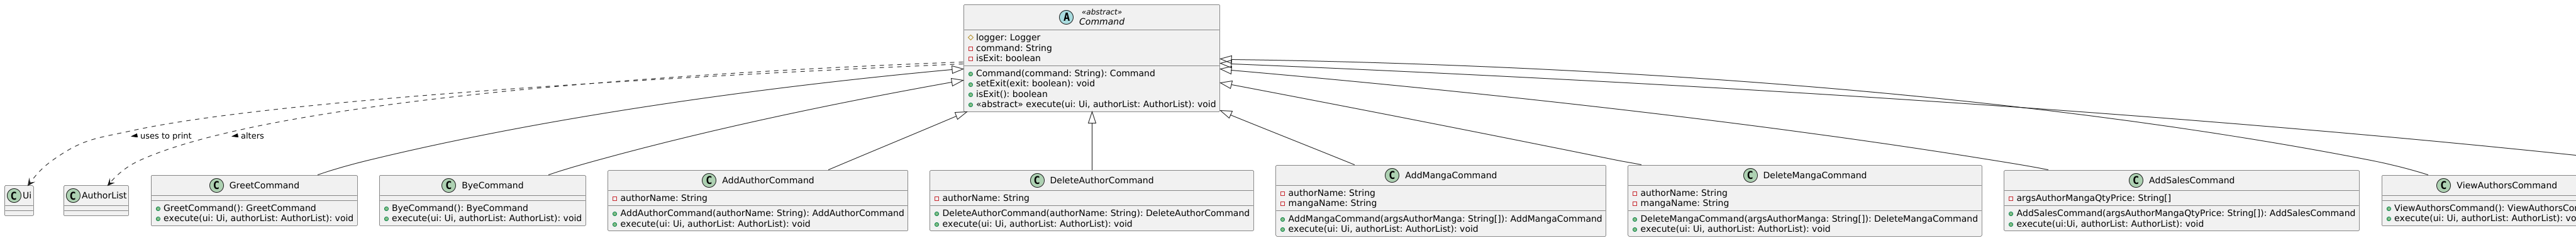 A «abstract»
Command
logger: Logger
command: String
isExit: boolean
Command(command: String): Command
setExit(exit: boolean): void
isExit(): boolean
«abstract» execute(ui: Ui, authorList: AuthorList): void
uses to print
alters
C Ui
C AuthorList
C GreetCommand
GreetCommand(): GreetCommand
execute(ui: Ui, authorList: AuthorList): void
C ByeCommand
ByeCommand(): ByeCommand
execute(ui: Ui, authorList: AuthorList): void
C AddAuthorCommand
authorName: String
AddAuthorCommand(authorName: String): AddAuthorCommand
execute(ui: Ui, authorList: AuthorList): void
C DeleteAuthorCommand
authorName: String
DeleteAuthorCommand(autorName: String): DeleteAuthorCommand
execute(ui: Ui, authorList: AuthorList): void
C AddMangaCommand
authorName: String
mangaName: String
AddMangaCommand(argsAuthorManga: String[]): AddMangaCommand
execute(ui: Ui, authorList: AuthorList): void
C DeleteMangaCommand
authorName: String
mangaName: String
DeleteMangaCommand(argsAuthorManga: String[]): DeleteMangaCommand
execute(ui: Ui, authorList: AuthorList): void
C AddSalesCommand
argsAuthorMangaQtyPrice: String[]
AddSalesCommand(argsAuthorMangaQtyPrice: String[]): AddSalesCommand
execute(ui:Ui, authorList: AuthorList): void
C ViewAuthorsCommand
ViewAuthorsCommand(): ViewAuthorsCo
execute(ui: Ui, authorList: AuthorList): vo